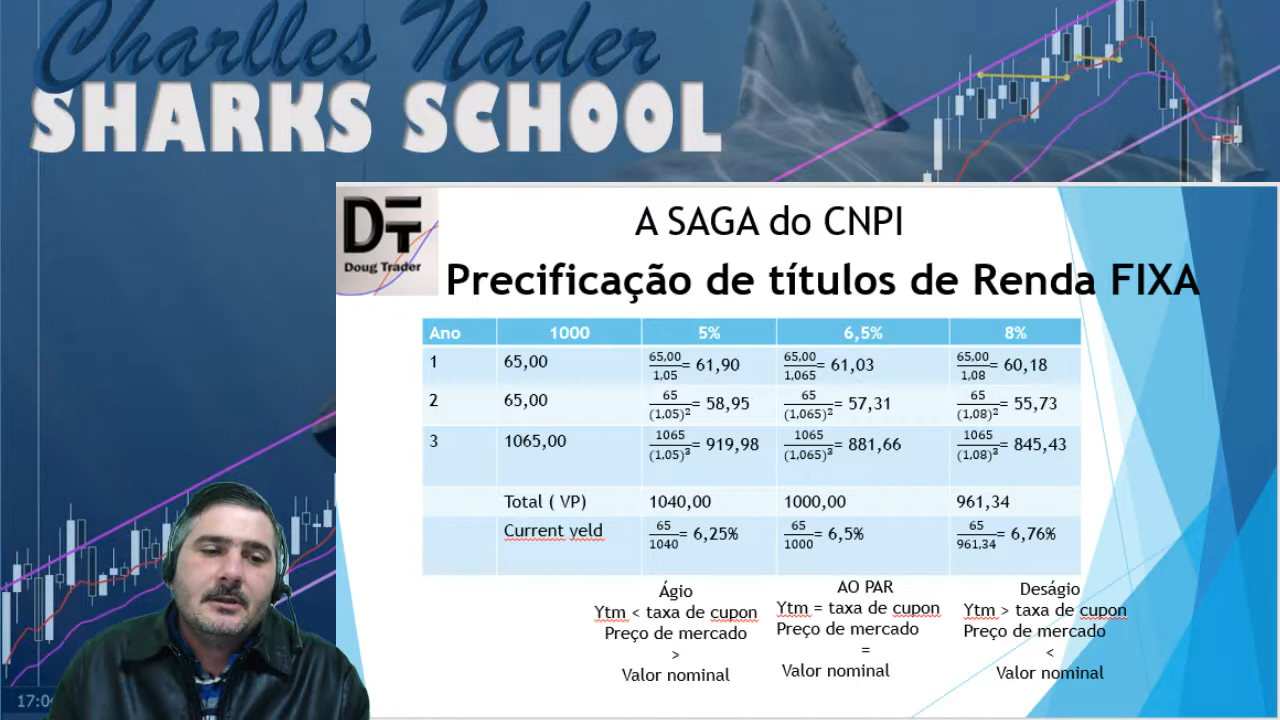 Charlles Nader
SHARKS SCHOOL
DT
Doug Trader
A SAGA do CNPI
Precificação de títulos de Renda FIXA
Ano 1000 5% 6,5% 8%
1 65,00 65,00/1,05 = 61,90 65,00/1,065 = 61,03 65,00/1,08 = 60,18
2 65,00 65/(1,05)² = 58,95 65/(1,065)² = 57,31 65/(1,08)² = 55,73
3 1065,00 1065/(1,05)³ = 919,98 1065/(1,065)³ = 881,66 1065/(1,08)³ = 845,43
Total ( VP) 1040,00 1000,00 961,34
Current yeld 65/1040 = 6,25% 65/1000 = 6,5% 65/961,34 = 6,76%
Ágio
Ytm < taxa de cupon
Preço de mercado
>
Valor nominal
AO PAR
Ytm = taxa de cupon
Preço de mercado
=
Valor nominal
Deságio
Ytm > taxa de cupon
Preço de mercado
<
Valor nominal